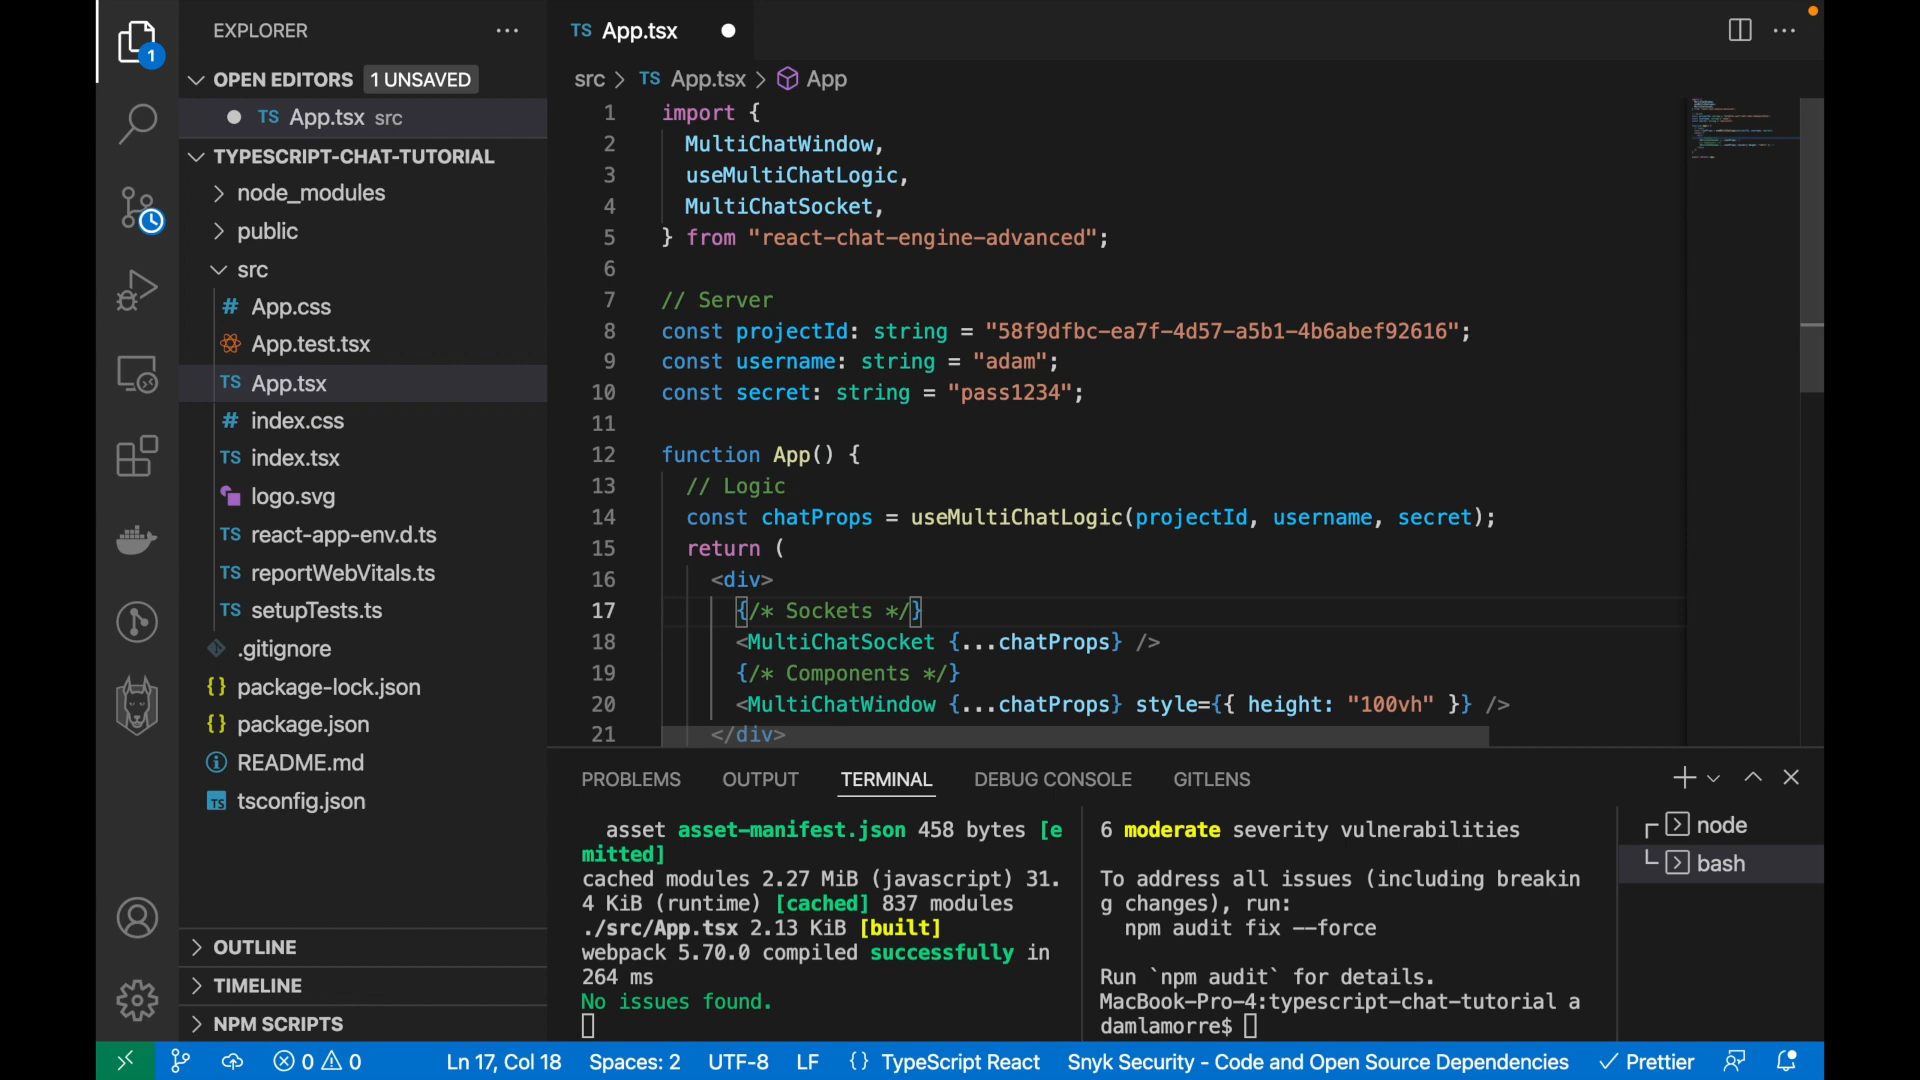 EXPLORER
OPEN EDITORS 1 UNSAVED
TS App.tsx src
TYPESCRIPT-CHAT-TUTORIAL
node_modules
public
src
# App.css
App.test.tsx
TS App.tsx
# index.css
TS index.tsx
logo.svg
TS react-app-env.d.ts
TS reportWebVitals.ts
TS setupTests.ts
.gitignore
{} package-lock.json
{} package.json
README.md
TS tsconfig.json
OUTLINE
TIMELINE
NPM SCRIPTS
1
TS App.tsx
src > TS App.tsx > App
1 import {
2 MultiChatWindow,
3 useMultiChatLogic,
4 MultiChatSocket,
5 } from "react-chat-engine-advanced";
6
7 // Server
8 const projectId: string = "58f9dfbc-ea7f-4d57-a5b1-4b6abef92616";
9 const username: string = "adam";
10 const secret: string = "pass1234";
11
12 function App() {
13 // Logic
14 const chatProps = useMultiChatLogic(projectId, username, secret);
15 return (
16 <div>
17 {/* Sockets */}
18 <MultiChatSocket {...chatProps} />
19 {/* Components */}
20 <MultiChatWindow {...chatProps} style={{ height: "100vh" }} />
21 </div>
PROBLEMS OUTPUT TERMINAL DEBUG CONSOLE GITLENS
asset asset-manifest.json 458 bytes [e
mitted]
cached modules 2.27 MiB (javascript) 31.
4 KiB (runtime) [cached] 837 modules
./src/App.tsx 2.13 KiB [built]
webpack 5.70.0 compiled successfully in
264 ms
No issues found.
6 moderate severity vulnerabilities
To address all issues (including breakin
g changes), run:
npm audit fix --force
Run `npm audit` for details.
MacBook-Pro-4:typescript-chat-tutorial a
damlamorre$
node
bash
0 0 Ln 17, Col 18 Spaces: 2 UTF-8 LF {} TypeScript React Snyk Security - Code and Open Source Dependencies Prettier